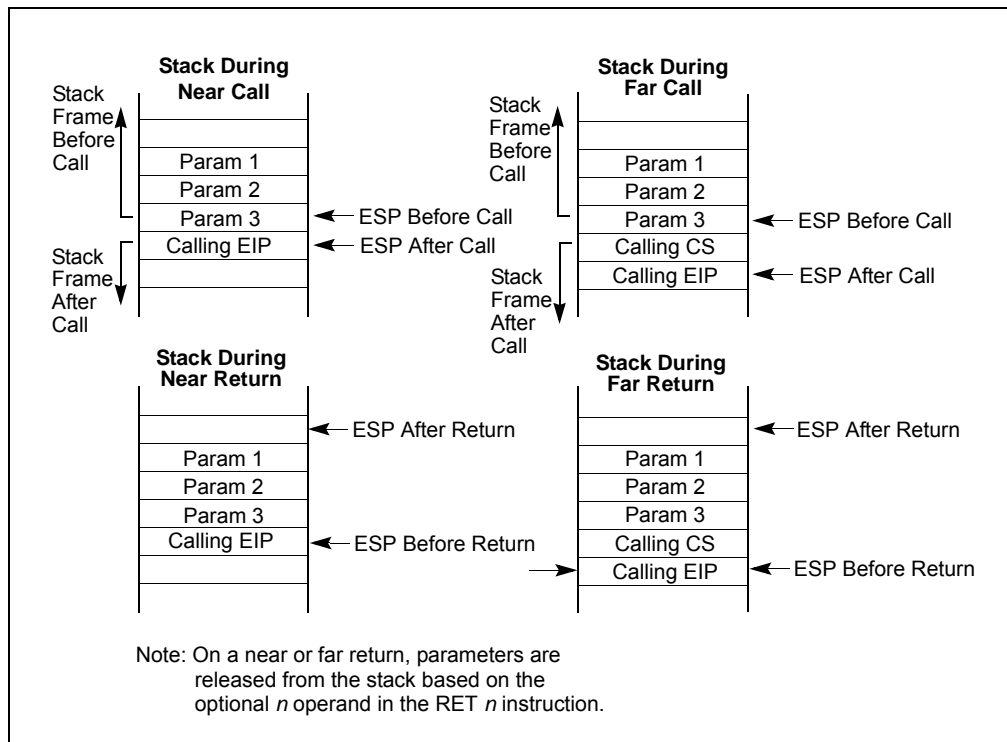 Stack During
Near Call
Stack
Frame
Before
Call
Param 1
Param 2
Param 3
Calling EIP
ESP Before Call
ESP After Call
Stack
Frame
After
Call
Stack During
Far Call
Stack
Frame
Before
Call
Param 1
Param 2
Param 3
Calling CS
Calling EIP
ESP Before Call
ESP After Call
Stack
Frame
After
Call
Stack During
Near Return
ESP After Return
Param 1
Param 2
Param 3
Calling EIP
ESP Before Return
Stack During
Far Return
ESP After Return
Param 1
Param 2
Param 3
Calling CS
Calling EIP
ESP Before Return
Note: On a near or far return, parameters are
released from the stack based on the
optional n operand in the RET n instruction.